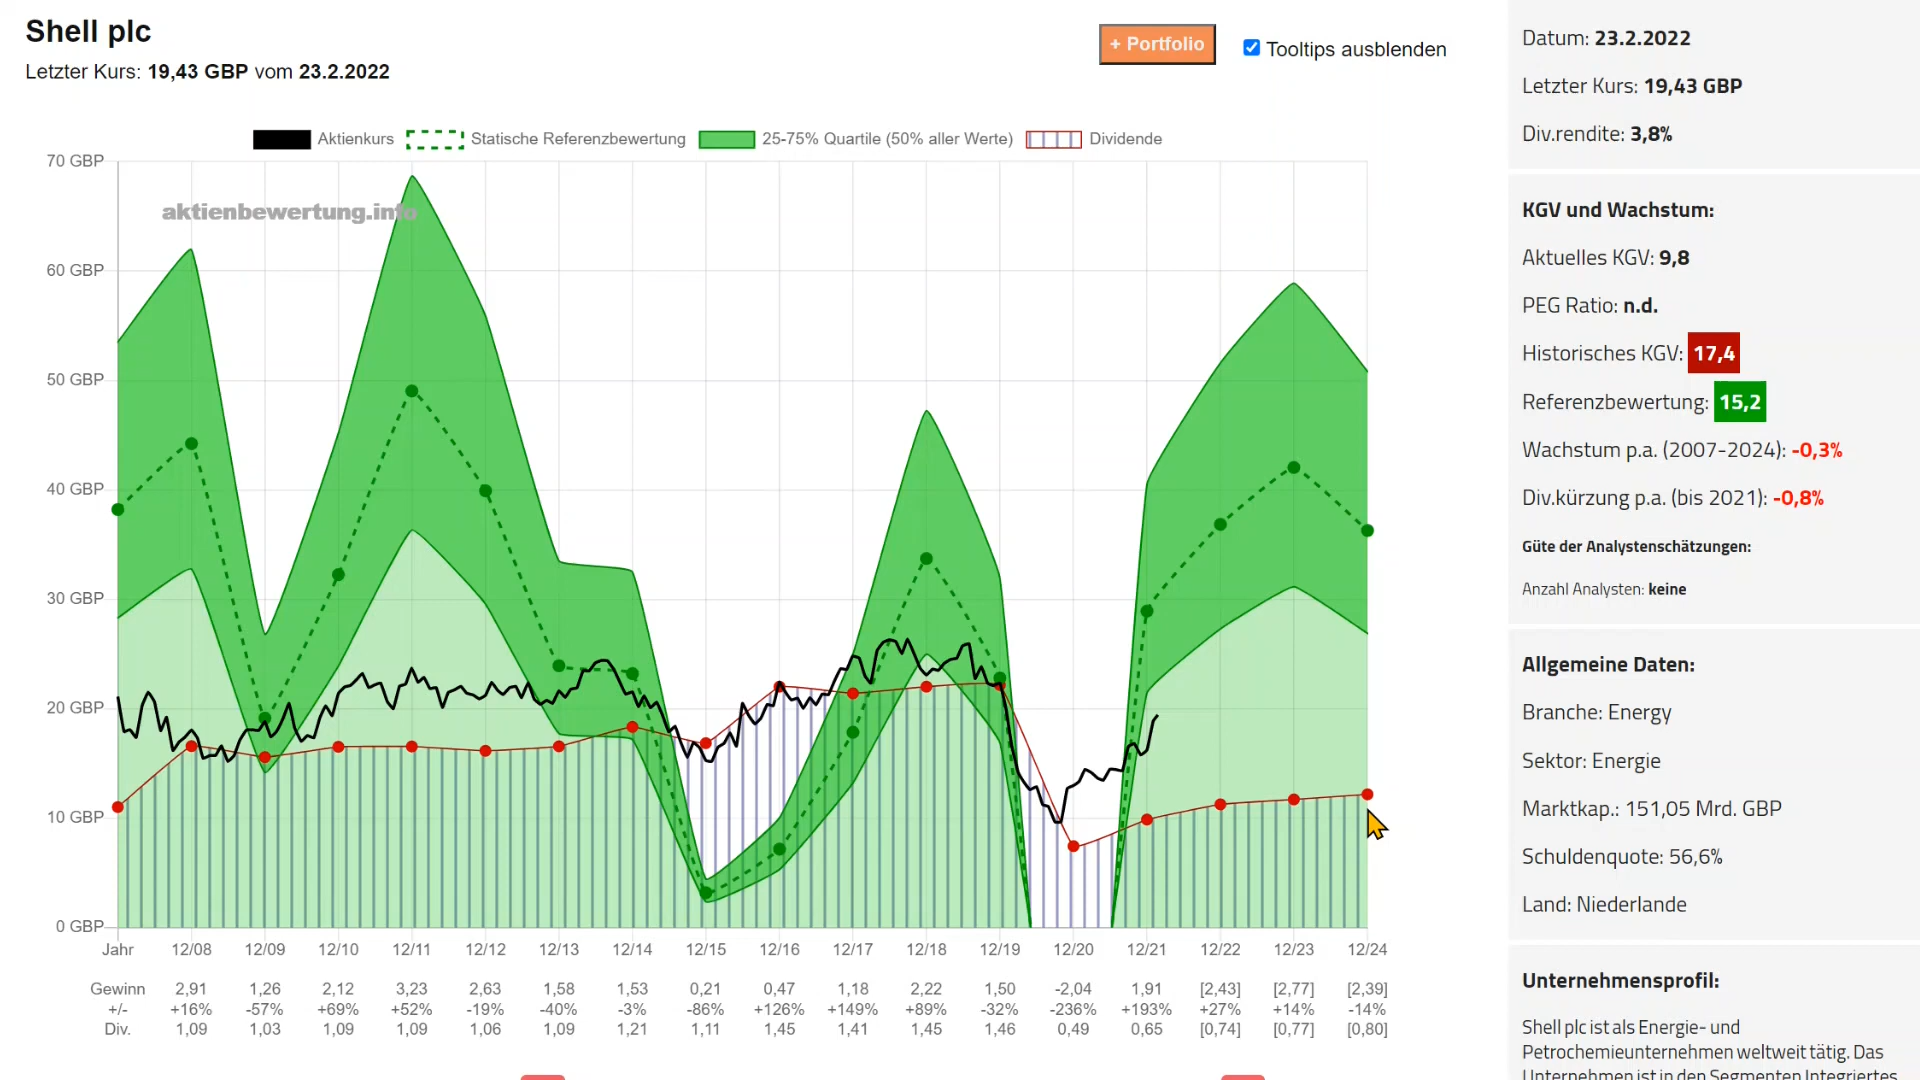 Shell plc
Letzter Kurs: 19,43 GBP vom 23.2.2022
+ Portfolio
Tooltips ausblenden
Aktienkurs
Statische Referenzbewertung
25-75% Quartile (50% aller Werte)
Dividende
aktienbewertung.info
70 GBP
60 GBP
50 GBP
40 GBP
30 GBP
20 GBP
10 GBP
0 GBP
Jahr 12/08 12/09 12/10 12/11 12/12 12/13 12/14 12/15 12/16 12/17 12/18 12/19 12/20 12/21 12/22 12/23 12/24
Gewinn 2,91 1,26 2,12 3,23 2,63 1,58 1,53 0,21 0,47 1,18 2,22 1,50 -2,04 1,91 [2,43] [2,77] [2,39]
+/- +16% -57% +69% +52% -19% -40% -3% -86% +126% +149% +89% -32% -236% +193% +27% +14% -14%
Div. 1,09 1,03 1,09 1,09 1,06 1,09 1,21 1,11 1,45 1,41 1,45 1,46 0,49 0,65 [0,74] [0,77] [0,80]
Datum: 23.2.2022
Letzter Kurs: 19,43 GBP
Div.rendite: 3,8%
KGV und Wachstum:
Aktuelles KGV: 9,8
PEG Ratio: n.d.
Historisches KGV: 17,4
Referenzbewertung: 15,2
Wachstum p.a. (2007-2024): -0,3%
Div.kürzung p.a. (bis 2021): -0,8%
Güte der Analystenschätzungen:
Anzahl Analysten: keine
Allgemeine Daten:
Branche: Energy
Sektor: Energie
Marktkap.: 151,05 Mrd. GBP
Schuldenquote: 56,6%
Land: Niederlande
Unternehmensprofil:
Shell plc ist als Energie- und
Petrochemieunternehmen weltweit tätig. Das
Unternehmen ist in den Segmenten Integriertes